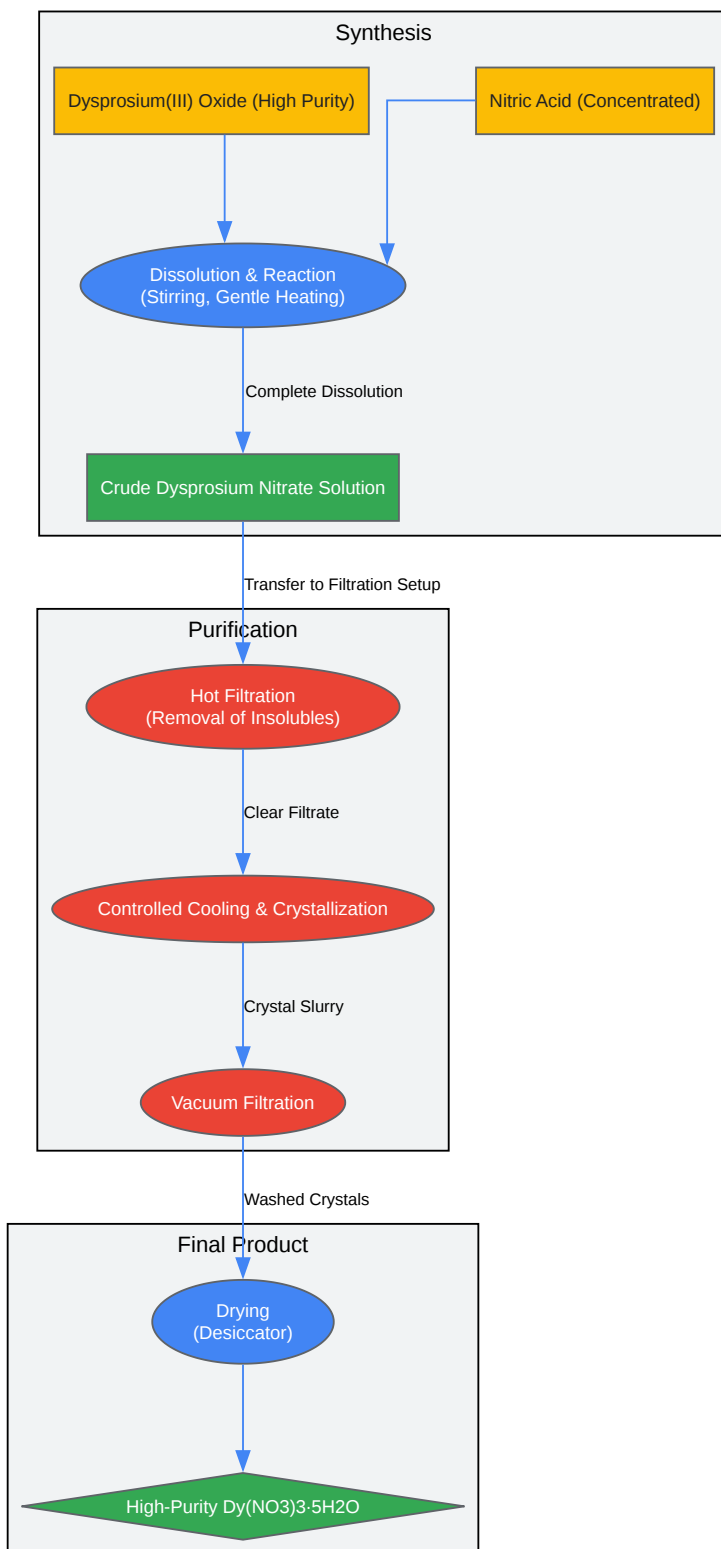 Synthesis
Dysprosium(III) Oxide (High Purity)
Nitric Acid (Concentrated)
Dissolution & Reaction
(Stirring, Gentle Heating)
Complete Dissolution
Crude Dysprosium Nitrate Solution
Transfer to Filtration Setup
Purification
Hot Filtration
(Removal of Insolubles)
Clear Filtrate
Controlled Cooling & Crystallization
Crystal Slurry
Vacuum Filtration
Washed Crystals
Final Product
Drying
(Desiccator)
High-Purity Dy(NO3)3·5H2O